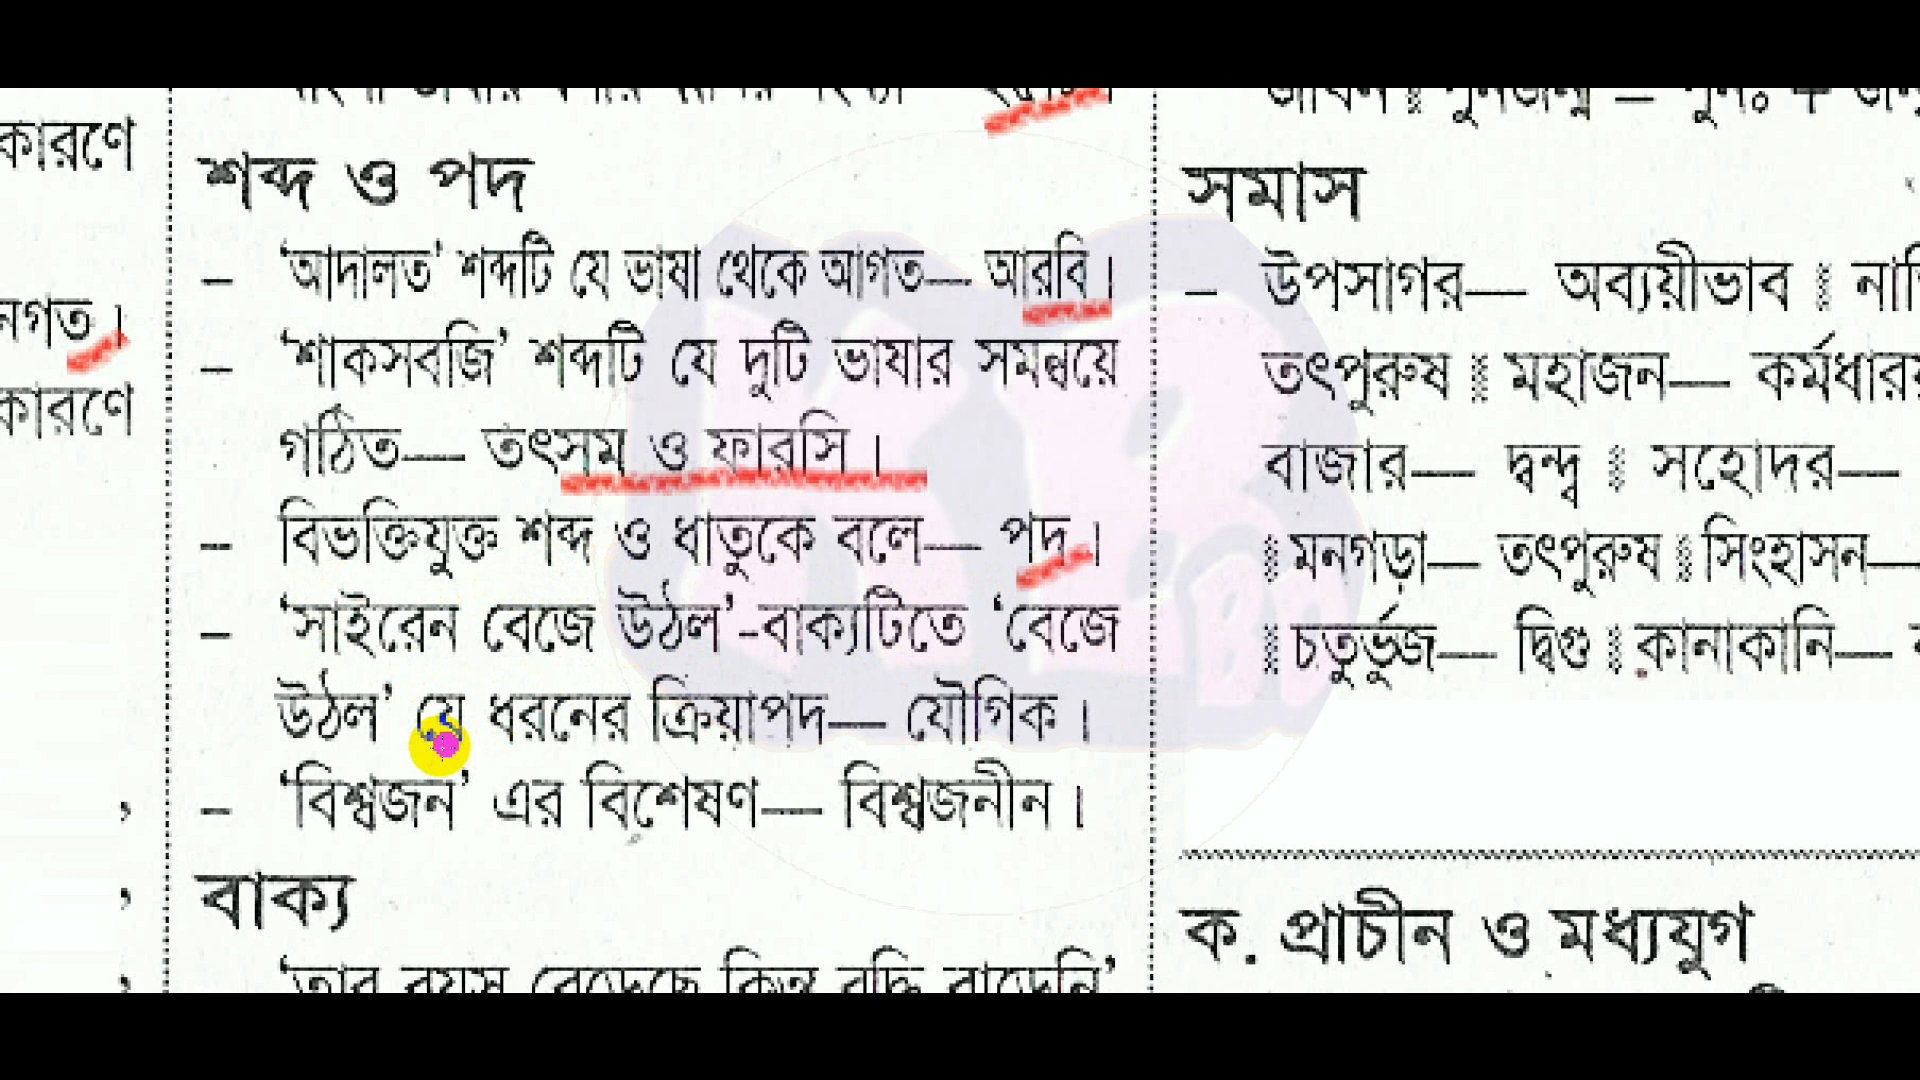 কারণে
নগত।
কারণে
শব্দ ও পদ
– ‘আদালত’ শব্দটি যে ভাষা থেকে আগত— আরবি।
– ‘শাকসবজি’ শব্দটি যে দুটি ভাষার সমন্বয়ে
গঠিত— তৎসম ও ফারসি।
– বিভক্তিযুক্ত শব্দ ও ধাতুকে বলে— পদ।
– ‘সাইরেন বেজে উঠল’-বাক্যটিতে ‘বেজে
উঠল’ যে ধরনের ক্রিয়াপদ— যৌগিক।
– ‘বিশ্বজন’ এর বিশেষণ— বিশ্বজনীন।
বাক্য
‘তার বয়স বেড়েছে কিন্তু বুদ্ধি বাড়েনি’
সমাস
– উপসাগর— অব্যয়ীভাব ⦙⦙
তৎপুরুষ ⦙⦙ মহাজন— কর্মধারয়
বাজার— দ্বন্দ্ব ⦙⦙ সহোদর—
⦙⦙ মনগড়া— তৎপুরুষ ⦙⦙ সিংহাসন—
⦙⦙ চতুর্ভুজ— দ্বিগু ⦙⦙ কানাকানি—
ক. প্রাচীন ও মধ্যযুগ